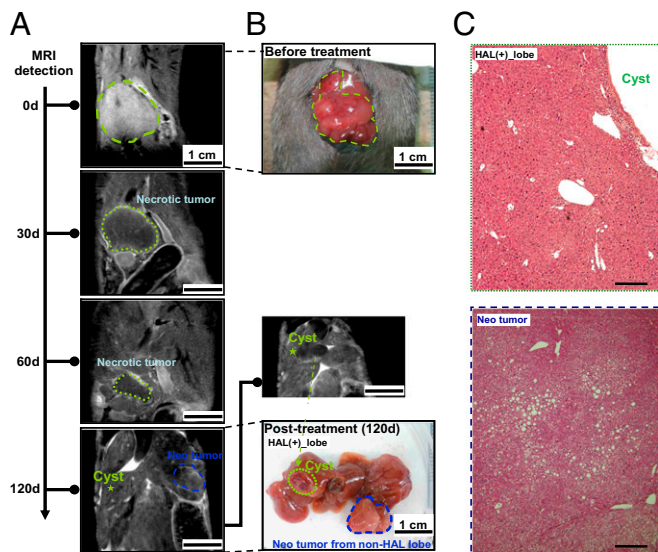 A
MRI
detection
0d
1 cm
Necrotic tumor
30d
Necrotic tumor
60d
Neo tumor
Cyst
120d
B
Before treatment
1 cm
Cyst
Post-treatment (120d)
HAL(+)_lobe
Cyst
1 cm
Neo tumor from non-HAL lobe
C
HAL(+)_lobe
Cyst
Neo tumor